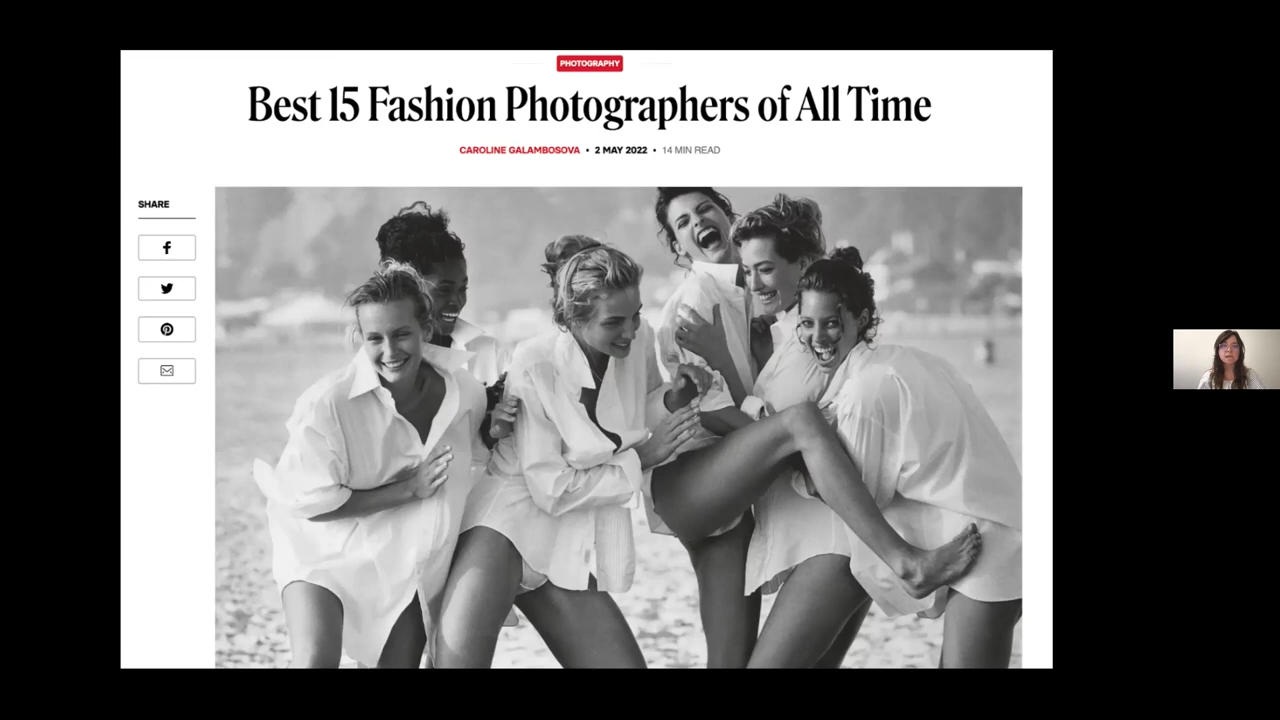 PHOTOGRAPHY
Best 15 Fashion Photographers of All Time
CAROLINE GALAMBOSOVA • 2 MAY 2022 • 14 MIN READ
SHARE